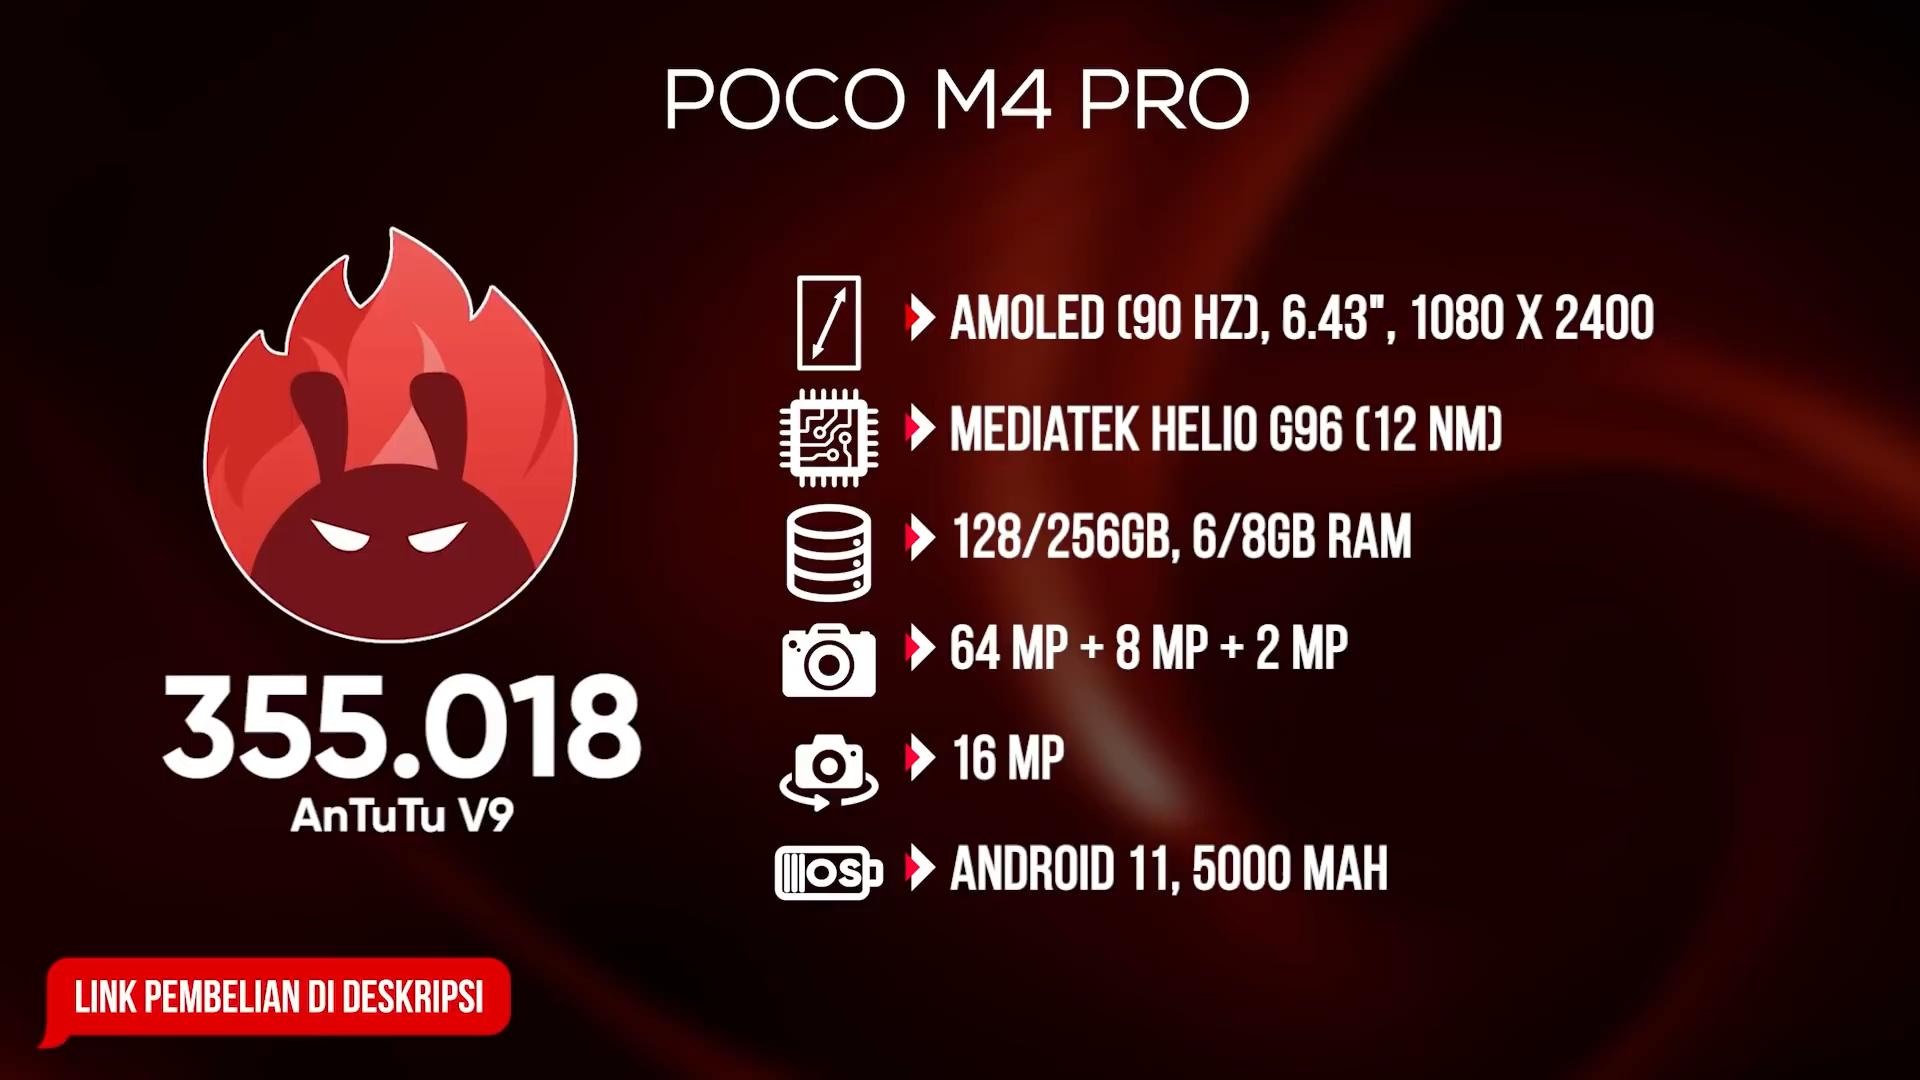 POCO M4 PRO
AMOLED (90 HZ), 6.43", 1080 X 2400
MEDIATEK HELIO G96 (12 NM)
128/256GB, 6/8GB RAM
64 MP + 8 MP + 2 MP
16 MP
OS
ANDROID 11, 5000 MAH
355.018
AnTuTu V9
LINK PEMBELIAN DI DESKRIPSI